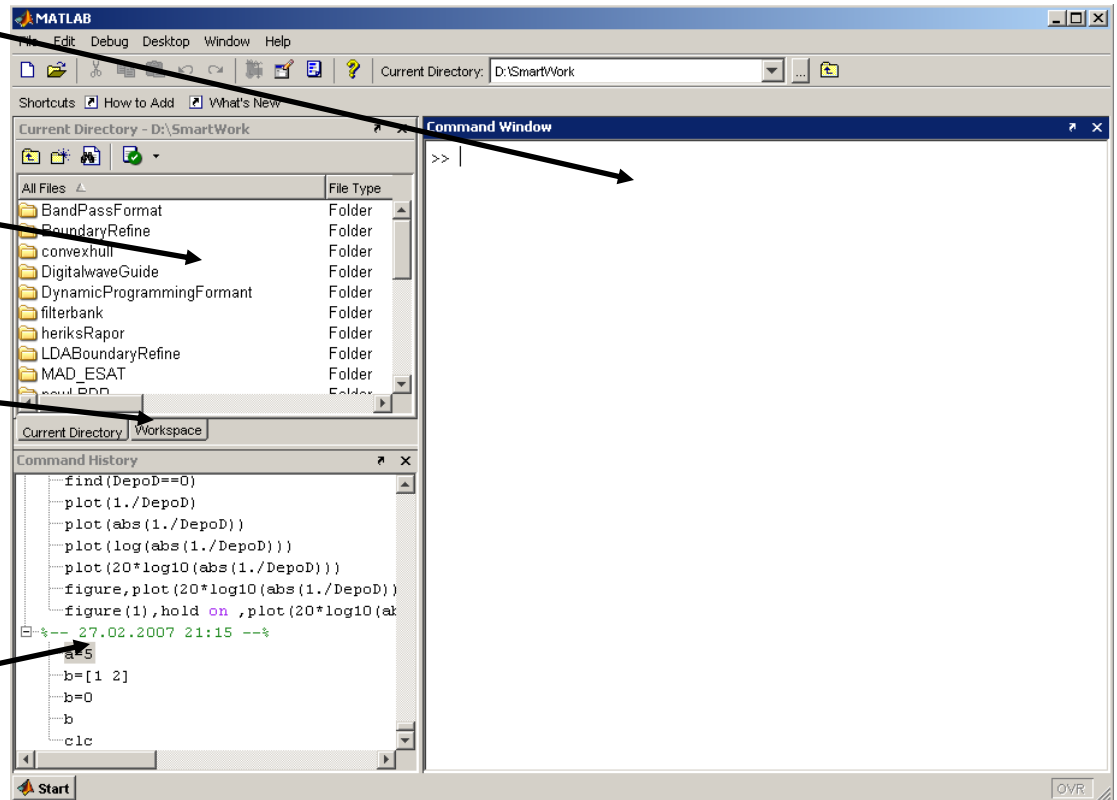 MATLAB
File Edit Debug Desktop Window Help
Current Directory: D:\SmartWork ...
Shortcuts How to Add What's New
Current Directory - D:\SmartWork
All Files File Type
BandPassFormat Folder
BoundaryRefine Folder
convexhull Folder
DigitalwaveGuide Folder
DynamicProgrammingFormant Folder
filterbank Folder
heriksRapor Folder
LDABoundaryRefine Folder
MAD_ESAT Folder
Folder
Current Directory Workspace
Command History
find(DepoD==0)
plot(1./DepoD)
plot(abs(1./DepoD))
plot(log(abs(1./DepoD)))
plot(20*log10(abs(1./DepoD)))
figure,plot(20*log10(abs(1./DepoD))
figure(1),hold on ,plot(20*log10(ab
%-- 27.02.2007 21:15 --%
a=5
b=[1 2]
b=0
b
clc
Command Window
>>
Start
OVR